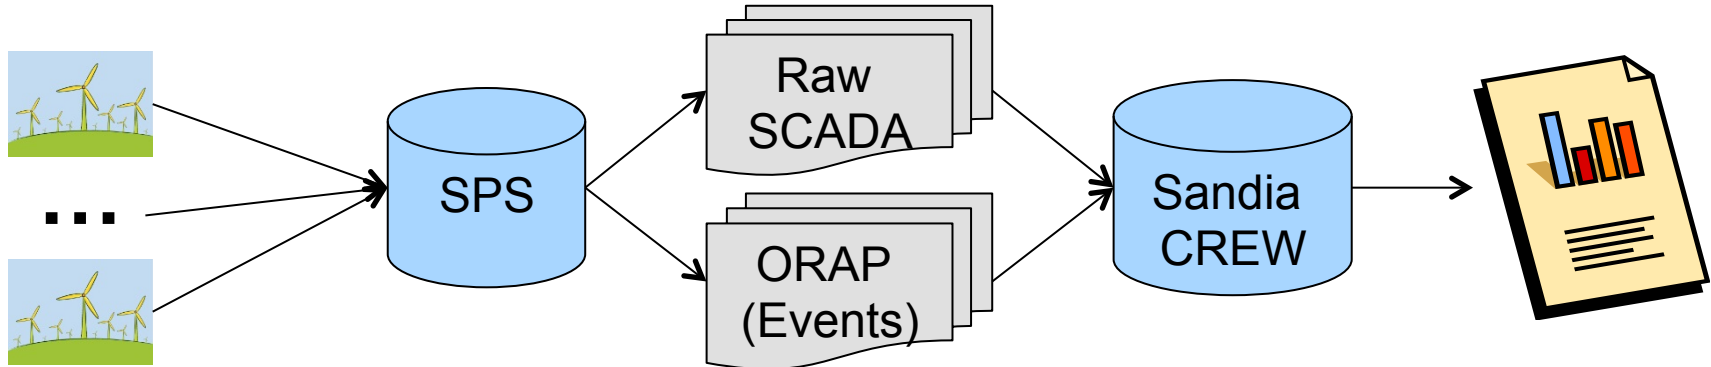 ...
SPS
Raw
SCADA
ORAP
(Events)
Sandia
CREW